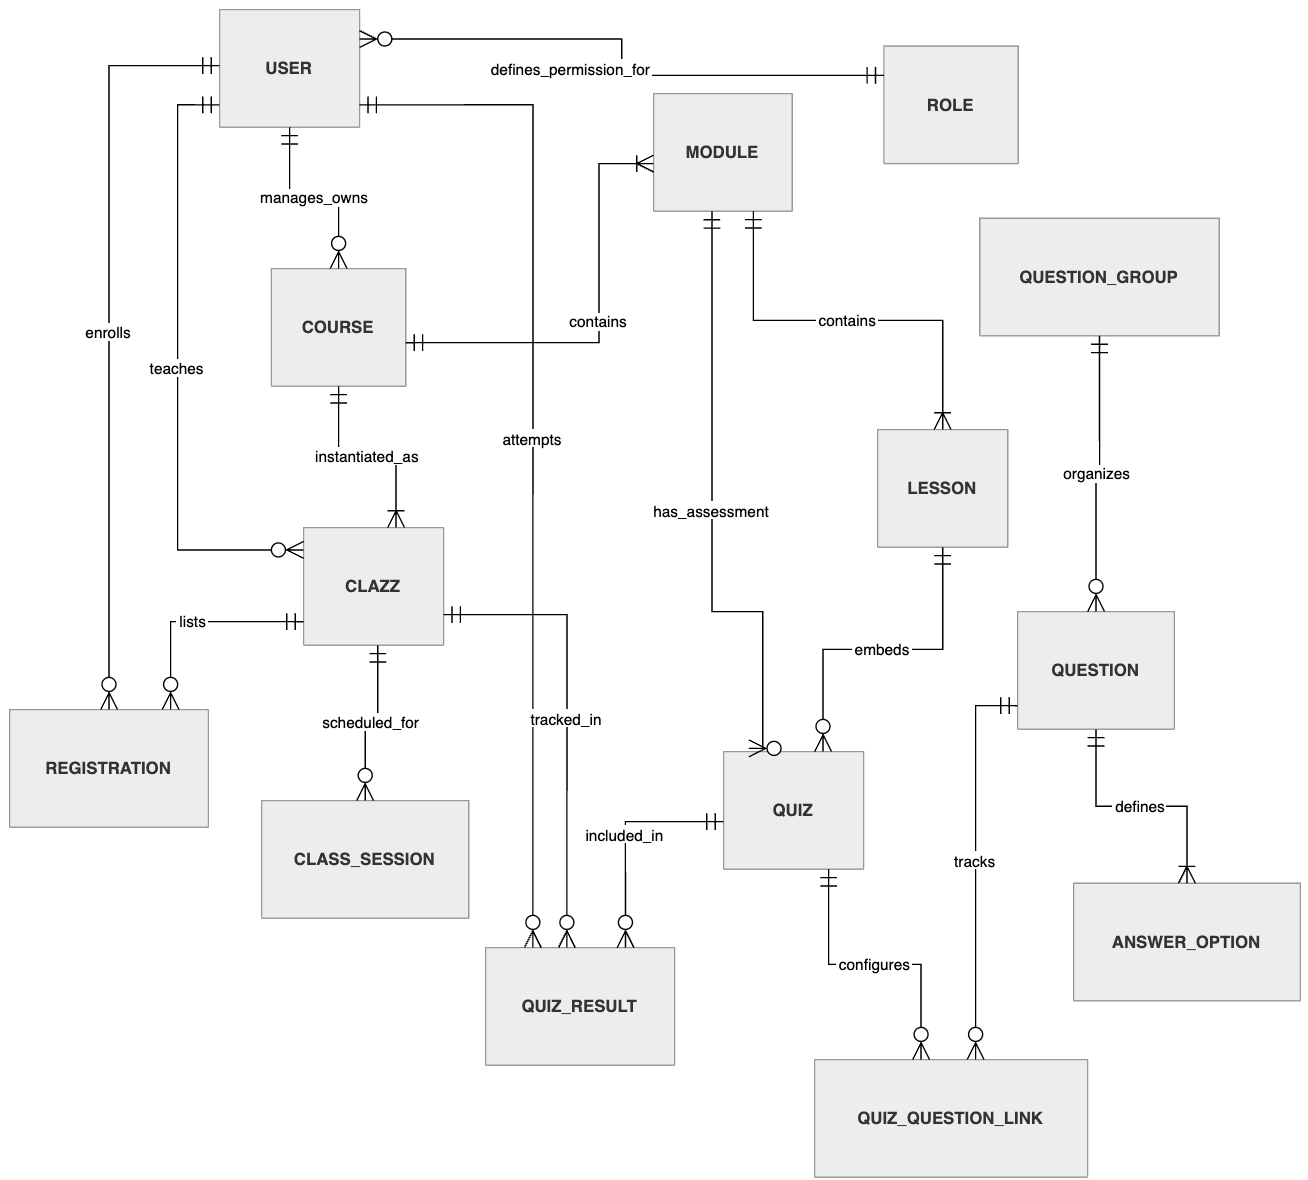 USER
defines_permission_for
ROLE
MODULE
manages_owns
QUESTION_GROUP
COURSE
contains
contains
enrolls
teaches
attempts
instantiated_as
organizes
LESSON
has_assessment
CLAZZ
lists
embeds
QUESTION
scheduled_for
tracked_in
REGISTRATION
QUIZ
defines
included_in
CLASS_SESSION
tracks
ANSWER_OPTION
configures
QUIZ_RESULT
QUIZ_QUESTION_LINK